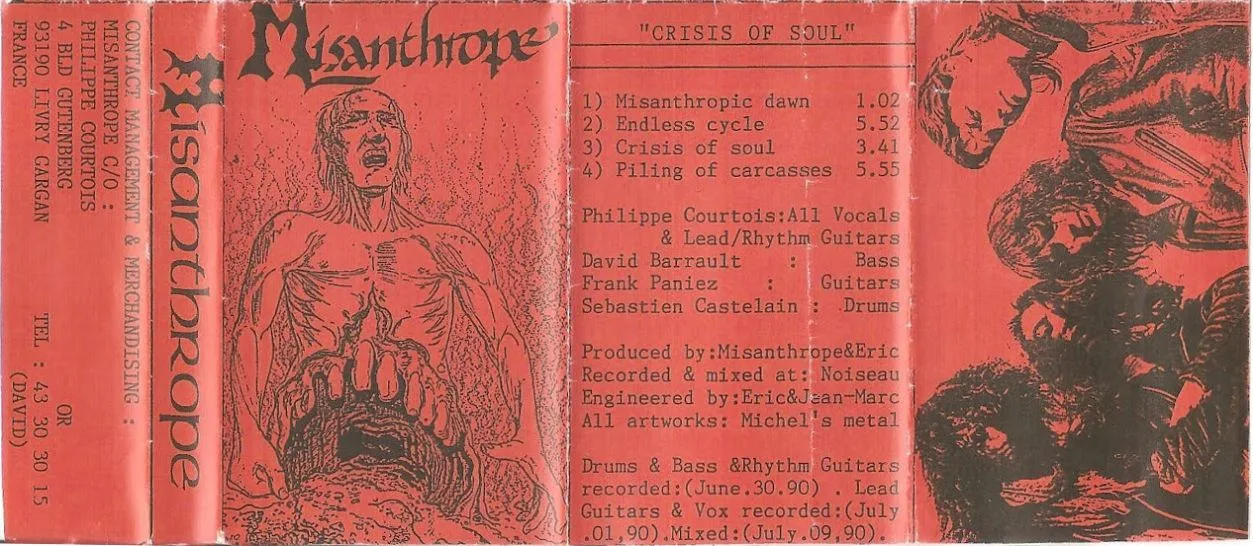 CONTACT MANAGEMENT & MERCHANDISING :
MISANTHROPE C/O :
PHILIPPE COURTOIS
4 BLD GUTENBERG OR
93190 LIVRY GARGAN TEL : 43 30 30 15
FRANCE (DAVID)
Misanthrope
Misanthrope
"CRISIS OF SOUL"
1) Misanthropic dawn 1.02
2) Endless cycle 5.52
3) Crisis of soul 3.41
4) Piling of carcasses 5.55
Philippe Courtois:All Vocals
& Lead/Rhythm Guitars
David Barrault : Bass
Frank Paniez : Guitars
Sebastien Castelain : Drums
Produced by:Misanthrope&Eric
Recorded & mixed at: Noiseau
Engineered by:Eric&Jean-Marc
All artworks: Michel's metal
Drums & Bass &Rhythm Guitars
recorded:(June.30.90) . Lead
Guitars & Vox recorded:(July
.01,90).Mixed:(July.09,90).